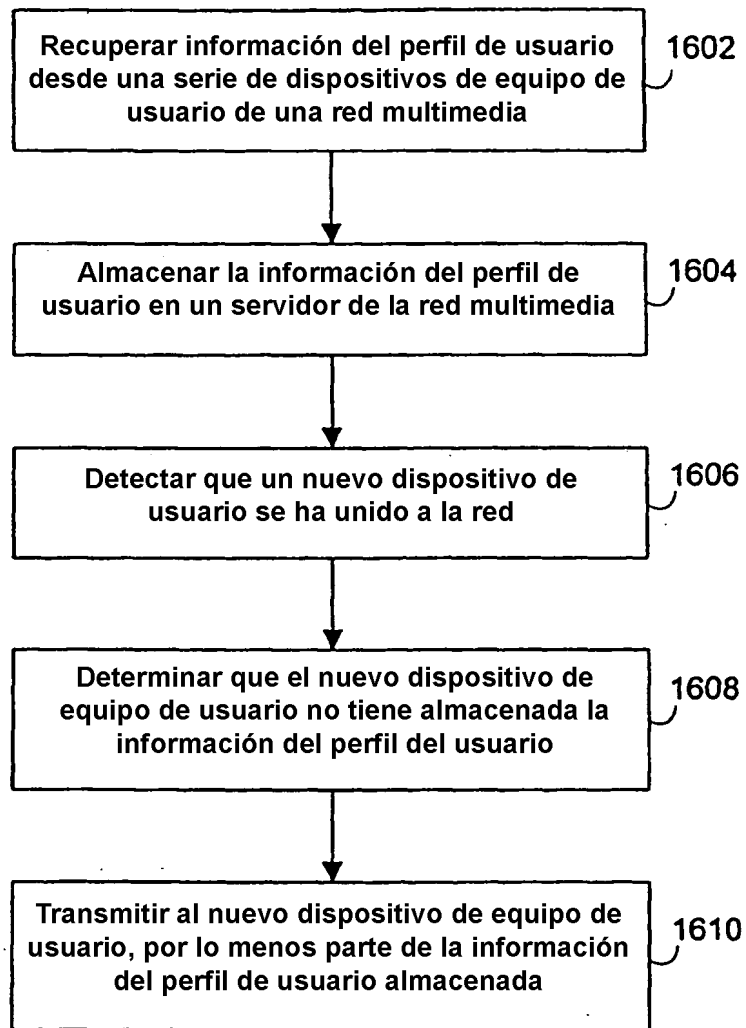 Recuperar información del perfil de usuario
desde una serie de dispositivos de equipo de
usuario de una red multimedia
1602
Almacenar la información del perfil de
usuario en un servidor de la red multimedia
1604
Detectar que un nuevo dispositivo de
usuario se ha unido a la red
1606
Determinar que el nuevo dispositivo de
equipo de usuario no tiene almacenada la
información del perfil del usuario
1608
Transmitir al nuevo dispositivo de equipo de
usuario, por lo menos parte de la información
del perfil de usuario almacenada
1610